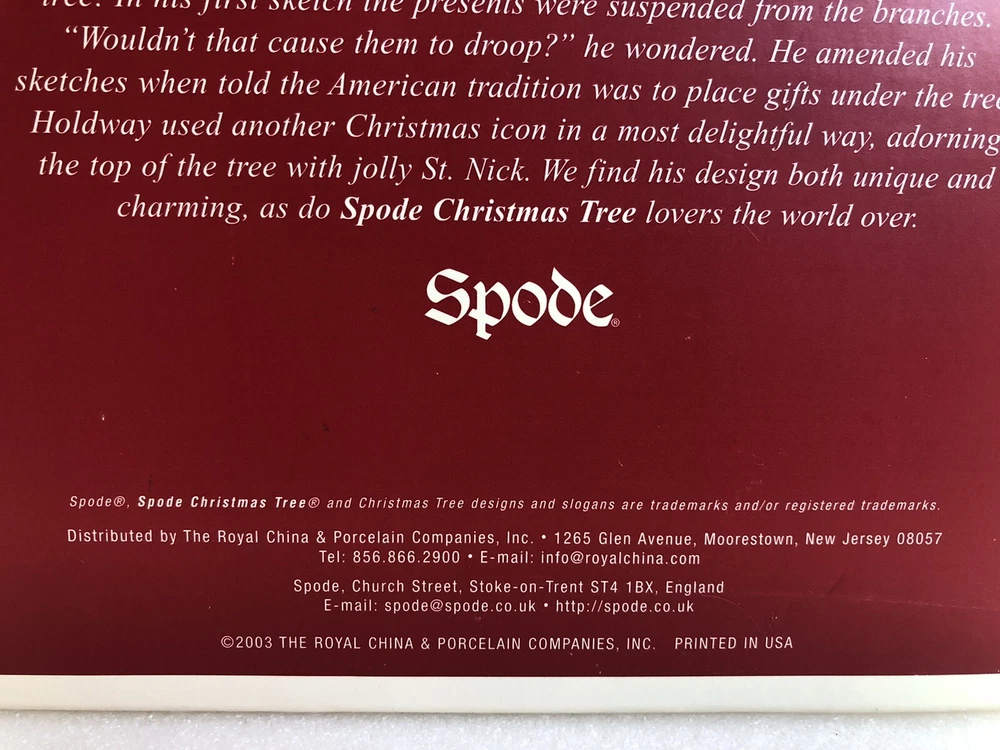 tree! In his first sketch the presents were suspended from the branches.
“Wouldn’t that cause them to droop?” he wondered. He amended his
sketches when told the American tradition was to place gifts under the tree
Holdway used another Christmas icon in a most delightful way, adorning
the top of the tree with jolly St. Nick. We find his design both unique and
charming, as do Spode Christmas Tree lovers the world over.
Spode®
Spode®, Spode Christmas Tree® and Christmas Tree designs and slogans are trademarks and/or registered trademarks.
Distributed by The Royal China & Porcelain Companies, Inc. • 1265 Glen Avenue, Moorestown, New Jersey 08057
Tel: 856.866.2900 • E-mail: info@royalchina.com
Spode, Church Street, Stoke-on-Trent ST4 1BX, England
E-mail: spode@spode.co.uk • http://spode.co.uk
©2003 THE ROYAL CHINA & PORCELAIN COMPANIES, INC. PRINTED IN USA